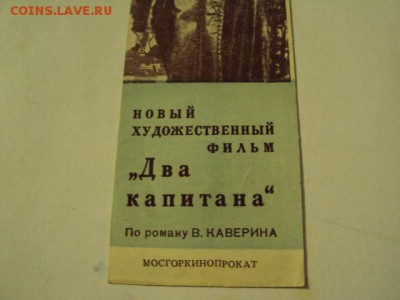 COINS.LAVE.RU
НОВЫЙ
ХУДОЖЕСТВЕННЫЙ
ФИЛЬМ
„Два
капитана“
По роману В. КАВЕРИНА
МОСГОРКИНОПРОКАТ